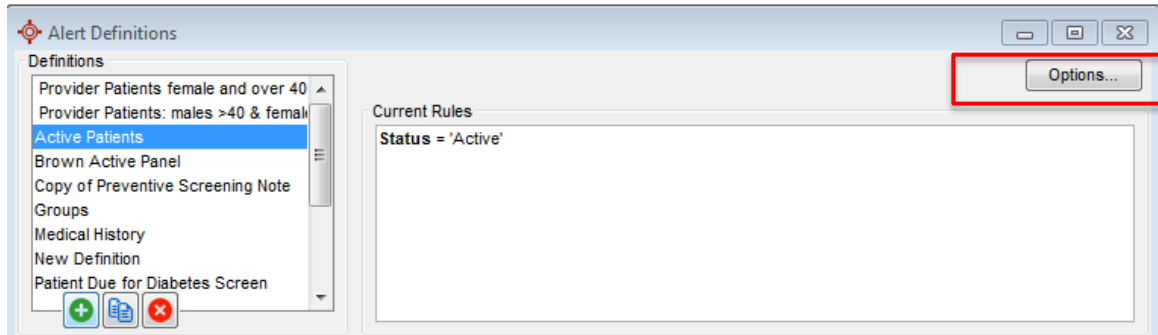 Alert Definitions
Definitions
Options...
Provider Patients female and over 40
Provider Patients: males >40 & female
Current Rules
Active Patients
Status = 'Active'
Brown Active Panel
Copy of Preventive Screening Note
Groups
Medical History
New Definition
Patient Due for Diabetes Screen